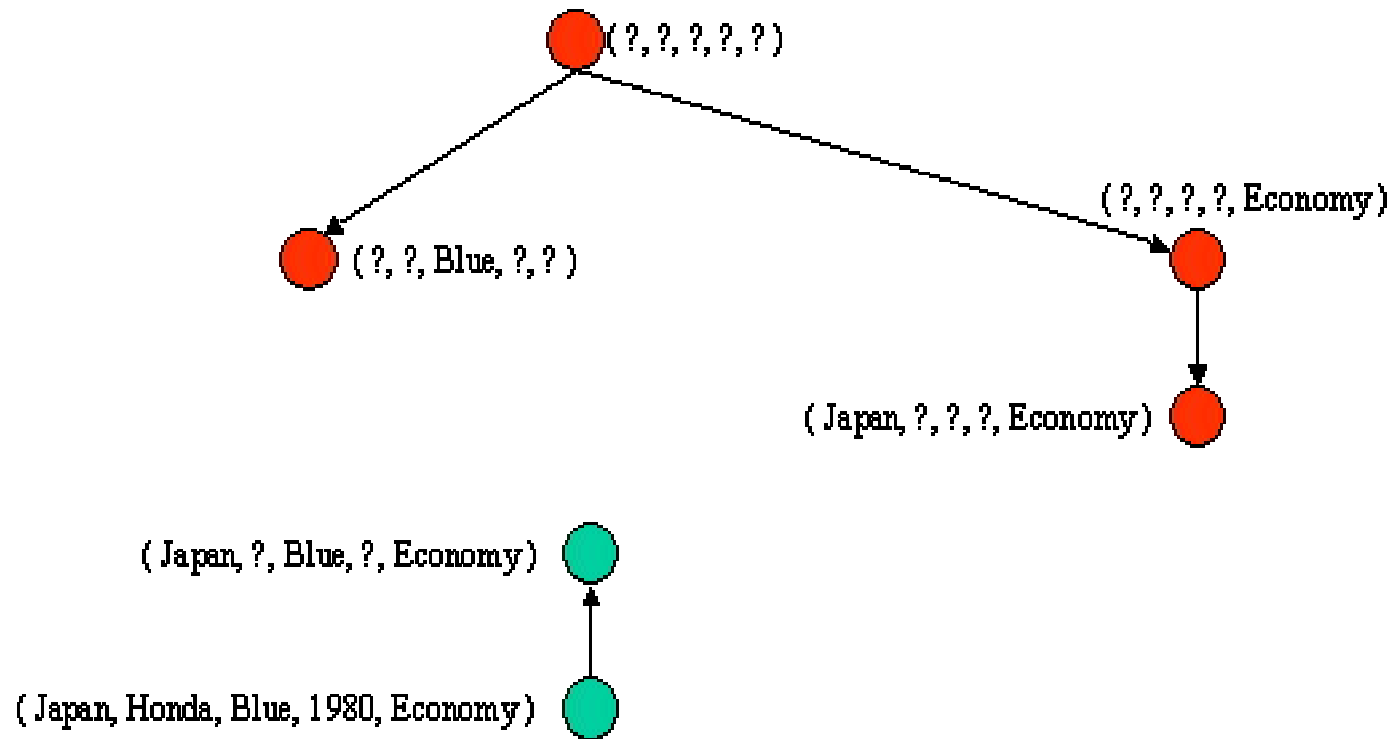 (?, ?, ?, ?, ?)
(?, ?, ?, ?, Economy)
(?, ?, Blue, ?, ?)
(Japan, ?, ?, ?, Economy)
(Japan, ?, Blue, ?, Economy)
(Japan, Honda, Blue, 1980, Economy)